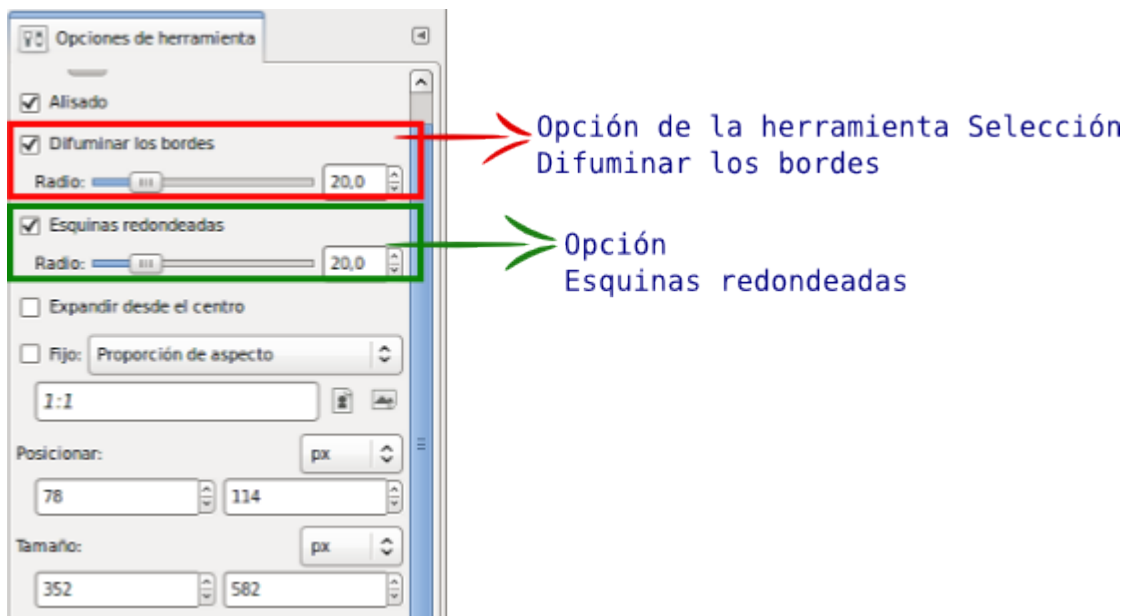 Opciones de herramienta
Alisado
Difuminar los bordes
Radio: 20,0
Opción de la herramienta Selección
Difuminar los bordes
Esquinas redondeadas
Radio: 20,0
Opción
Esquinas redondeadas
Expandir desde el centro
Fijo: Proporción de aspecto
1:1
Posicionar: px
78 114
Tamaño: px
352 582